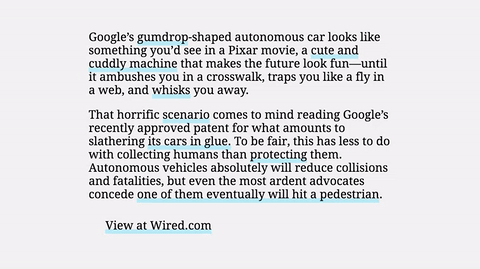 Google’s gumdrop-shaped autonomous car looks like
something you’d see in a Pixar movie, a cute and
cuddly machine that makes the future look fun—until
it ambushes you in a crosswalk, traps you like a fly in
a web, and whisks you away.
That horrific scenario comes to mind reading Google’s
recently approved patent for what amounts to
slathering its cars in glue. To be fair, this has less to do
with collecting humans than protecting them.
Autonomous vehicles absolutely will reduce collisions
and fatalities, but even the most ardent advocates
concede one of them eventually will hit a pedestrian.
View at Wired.com